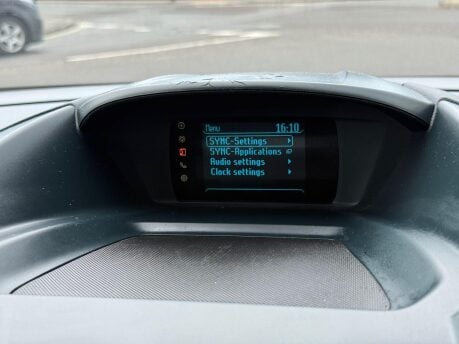 Menu 16:10
SYNC-Settings
SYNC-Applications
Audio settings
Clock settings